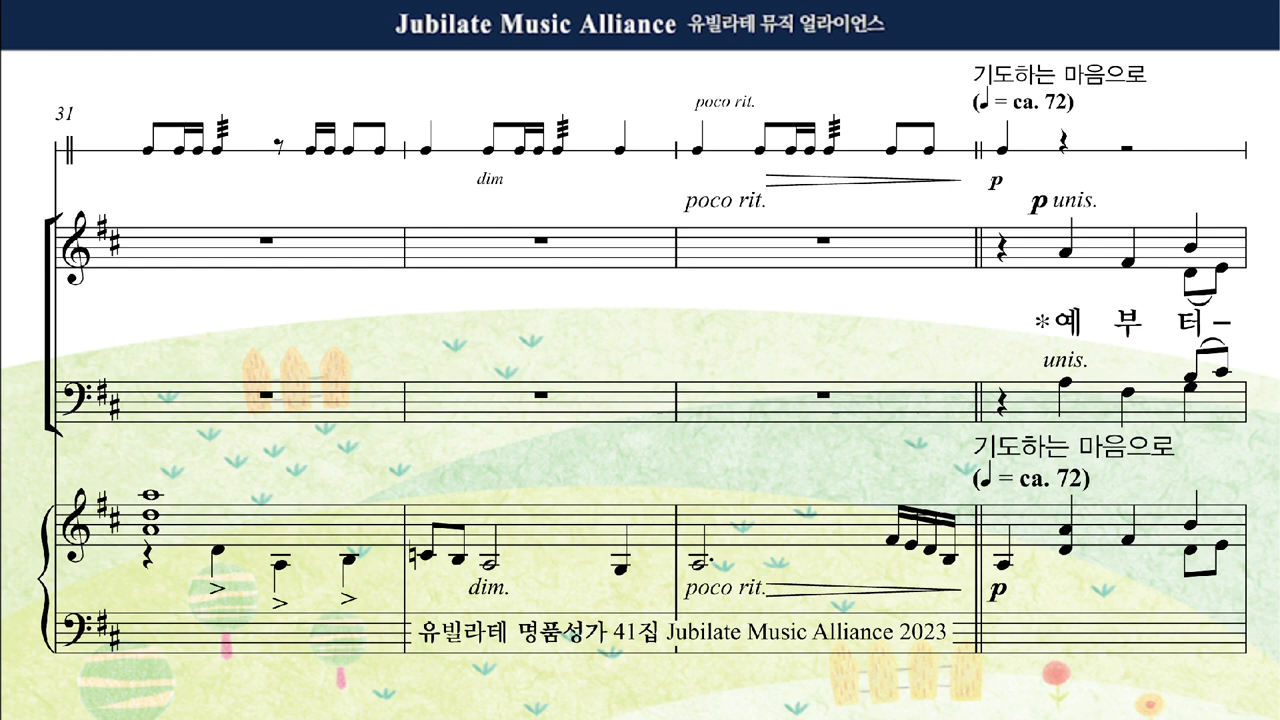 Jubilate Music Alliance 유빌라테 뮤직 얼라이언스
기도하는 마음으로
(♩ = ca. 72)
31
poco rit.
dim
p
poco rit.
p unis.
*예 부 터 –
unis.
기도하는 마음으로
(♩ = ca. 72)
dim.
poco rit.
p
유빌라테 명품성가 41집 Jubilate Music Alliance 2023